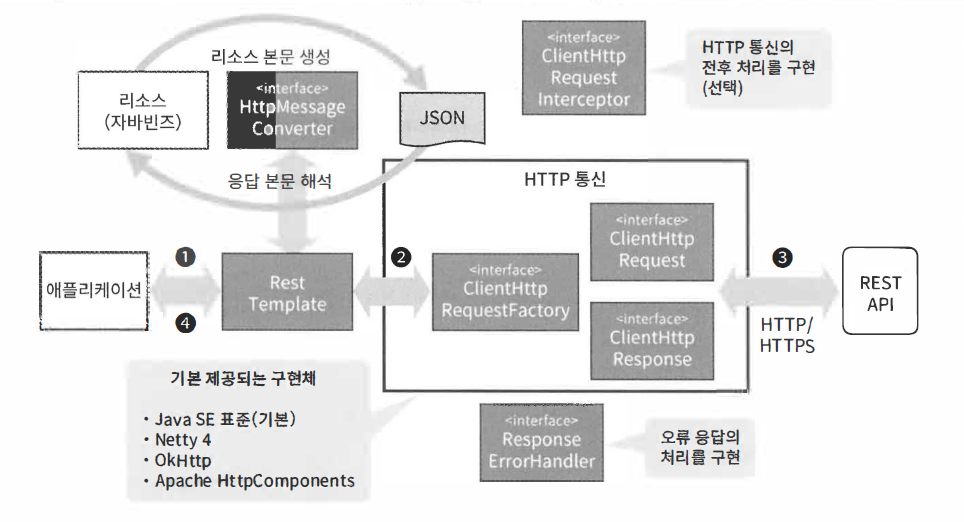 리소스 본문 생성
리소스
(자바빈즈)
<interface>
HttpMessage
Converter
JSON
응답 본문 해석
<interface>
ClientHttp
Request
Interceptor
HTTP 통신의
전후 처리를 구현
(선택)
HTTP 통신
애플리케이션
❶
❹
Rest
Template
❷
<interface>
ClientHttp
RequestFactory
<interface>
ClientHttp
Request
<interface>
ClientHttp
Response
❸
HTTP/
HTTPS
REST
API
기본 제공되는 구현체
・Java SE 표준(기본)
・Netty 4
・OkHttp
・Apache HttpComponents
<interface>
Response
ErrorHandler
오류 응답의
처리를 구현